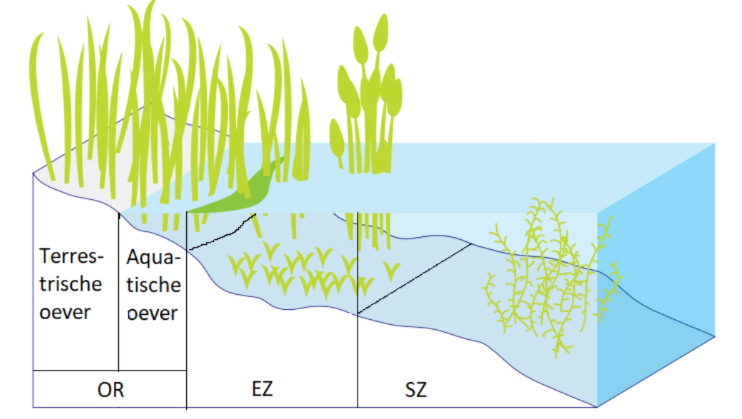 Terres-
trische
oever
Aqua-
tische
oever
OR
EZ
SZ